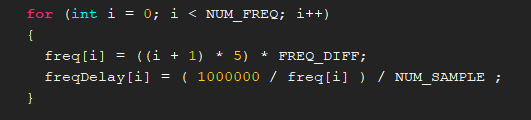 for (int i = 0; i < NUM_FREQ; i++)
{
freq[i] = ((i + 1) * 5) * FREQ_DIFF;
freqDelay[i] = ( 1000000 / freq[i] ) / NUM_SAMPLE ;
}